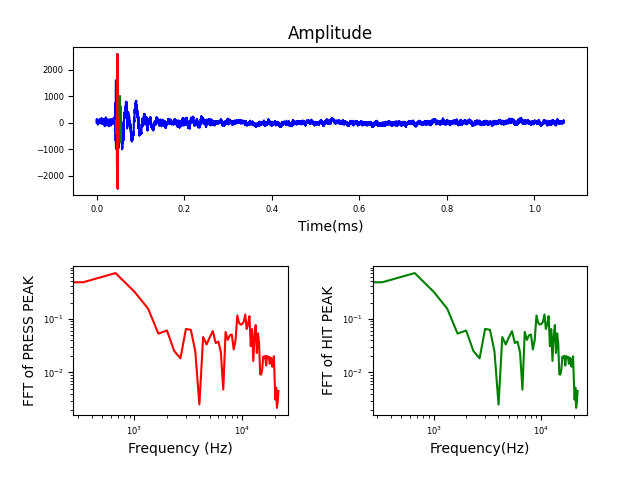 Amplitude
2000
1000
0
−1000
−2000
0.0 0.2 0.4 0.6 0.8 1.0
Time(ms)
FFT of PRESS PEAK
10⁻¹
10⁻²
10³ 10⁴
Frequency (Hz)
FFT of HIT PEAK
10⁻¹
10⁻²
10³ 10⁴
Frequency(Hz)